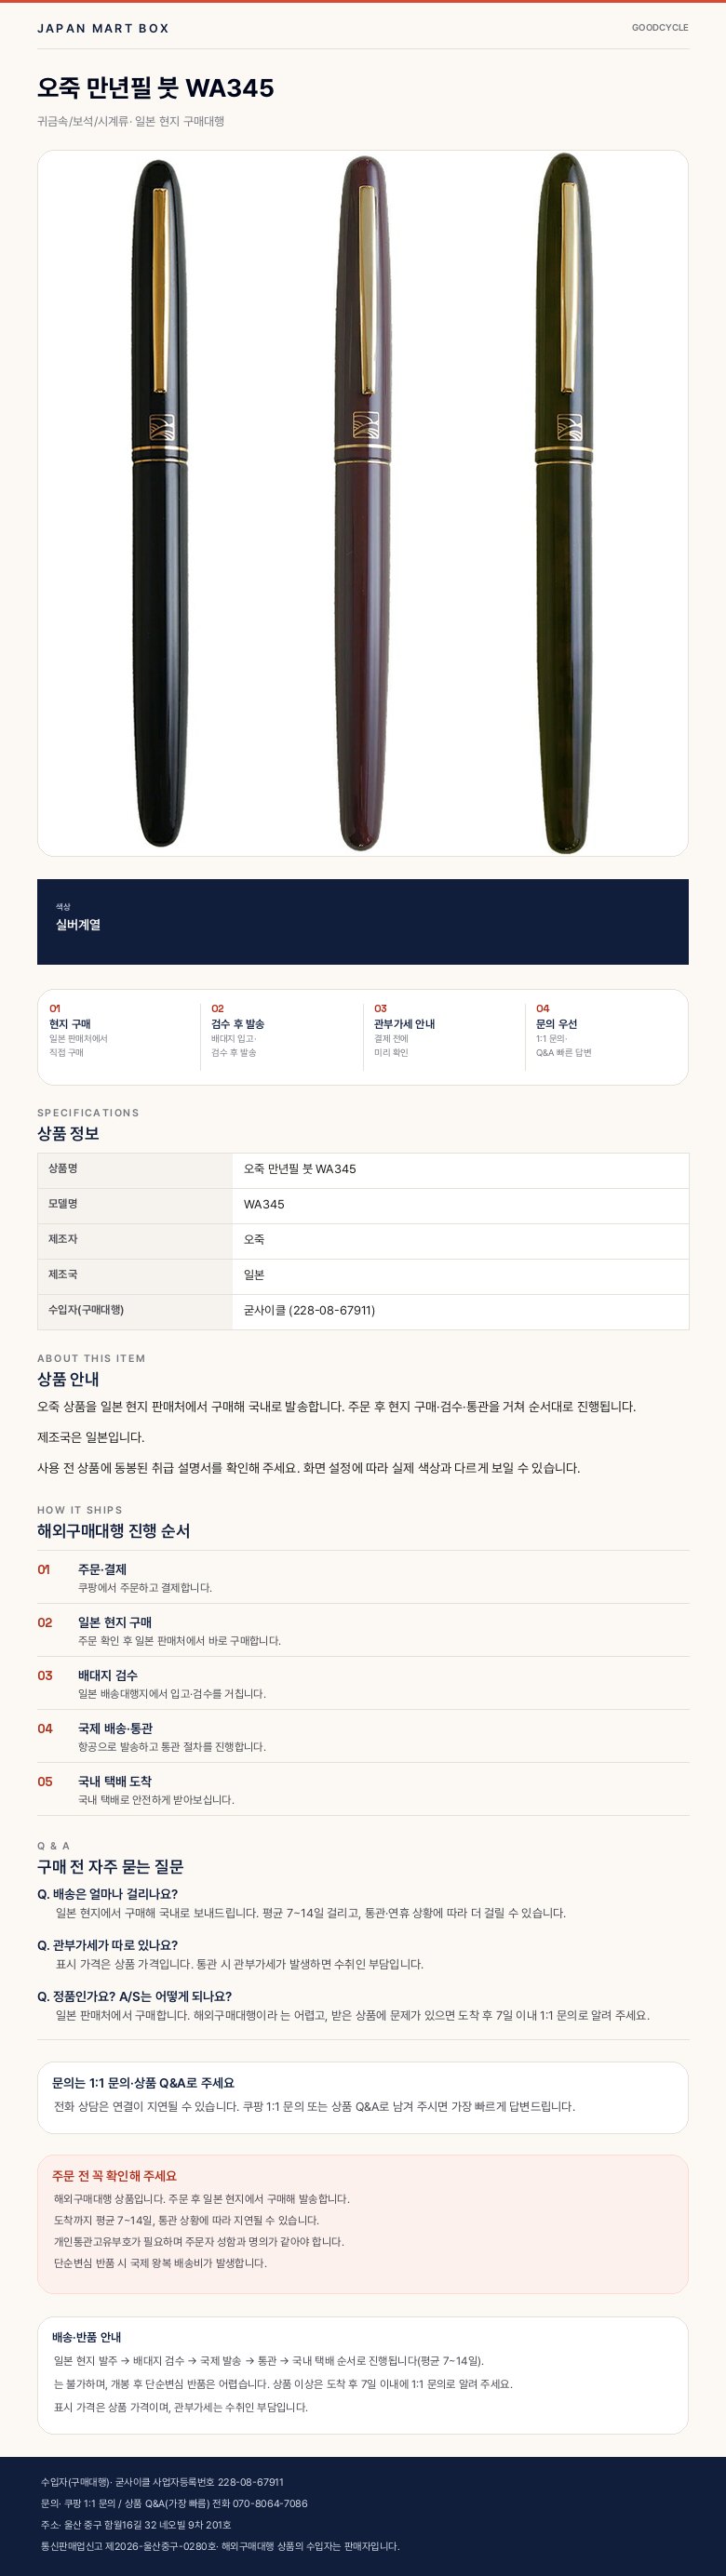 JAPAN MART BOX
GOODCYCLE
오죽 만년필 붓 WA345
귀금속/보석/시계류· 일본 현지 구매대행
색상
실버계열
01
현지 구매
일본 판매처에서
직접 구매
02
검수 후 발송
배대지 입고·
검수 후 발송
03
관부가세 안내
결제 전에
미리 확인
04
문의 우선
1:1 문의·
Q&A 빠른 답변
SPECIFICATIONS
상품 정보
상품명 오죽 만년필 붓 WA345
모델명 WA345
제조자 오죽
제조국 일본
수입자(구매대행) 굳사이클 (228-08-67911)
ABOUT THIS ITEM
상품 안내
오죽 상품을 일본 현지 판매처에서 구매해 국내로 발송합니다. 주문 후 현지 구매·검수·통관을 거쳐 순서대로 진행됩니다.
제조국은 일본입니다.
사용 전 상품에 동봉된 취급 설명서를 확인해 주세요. 화면 설정에 따라 실제 색상과 다르게 보일 수 있습니다.
HOW IT SHIPS
해외구매대행 진행 순서
01 주문·결제
쿠팡에서 주문하고 결제합니다.
02 일본 현지 구매
주문 확인 후 일본 판매처에서 바로 구매합니다.
03 배대지 검수
일본 배송대행지에서 입고·검수를 거칩니다.
04 국제 배송·통관
항공으로 발송하고 통관 절차를 진행합니다.
05 국내 택배 도착
국내 택배로 안전하게 받아보십니다.
Q & A
구매 전 자주 묻는 질문
Q. 배송은 얼마나 걸리나요?
일본 현지에서 구매해 국내로 보내드립니다. 평균 7~14일 걸리고, 통관·연휴 상황에 따라 더 걸릴 수 있습니다.
Q. 관부가세가 따로 있나요?
표시 가격은 상품 가격입니다. 통관 시 관부가세가 발생하면 수취인 부담입니다.
Q. 정품인가요? A/S는 어떻게 되나요?
일본 판매처에서 구매합니다. 해외구매대행이라 는 어렵고, 받은 상품에 문제가 있으면 도착 후 7일 이내 1:1 문의로 알려 주세요.
문의는 1:1 문의·상품 Q&A로 주세요
전화 상담은 연결이 지연될 수 있습니다. 쿠팡 1:1 문의 또는 상품 Q&A로 남겨 주시면 가장 빠르게 답변드립니다.
주문 전 꼭 확인해 주세요
해외구매대행 상품입니다. 주문 후 일본 현지에서 구매해 발송합니다.
도착까지 평균 7~14일, 통관 상황에 따라 지연될 수 있습니다.
개인통관고유부호가 필요하며 주문자 성함과 명의가 같아야 합니다.
단순변심 반품 시 국제 왕복 배송비가 발생합니다.
배송·반품 안내
일본 현지 발주 → 배대지 검수 → 국제 발송 → 통관 → 국내 택배 순서로 진행됩니다(평균 7~14일).
는 불가하며, 개봉 후 단순변심 반품은 어렵습니다. 상품 이상은 도착 후 7일 이내에 1:1 문의로 알려 주세요.
표시 가격은 상품 가격이며, 관부가세는 수취인 부담입니다.
수입자(구매대행)· 굳사이클 사업자등록번호 228-08-67911
문의· 쿠팡 1:1 문의 / 상품 Q&A(가장 빠름) 전화 070-8064-7086
주소· 울산 중구 함월16길 32 네오빌 9차 201호
통신판매업신고 제2026-울산중구-0280호· 해외구매대행 상품의 수입자는 판매자입니다.